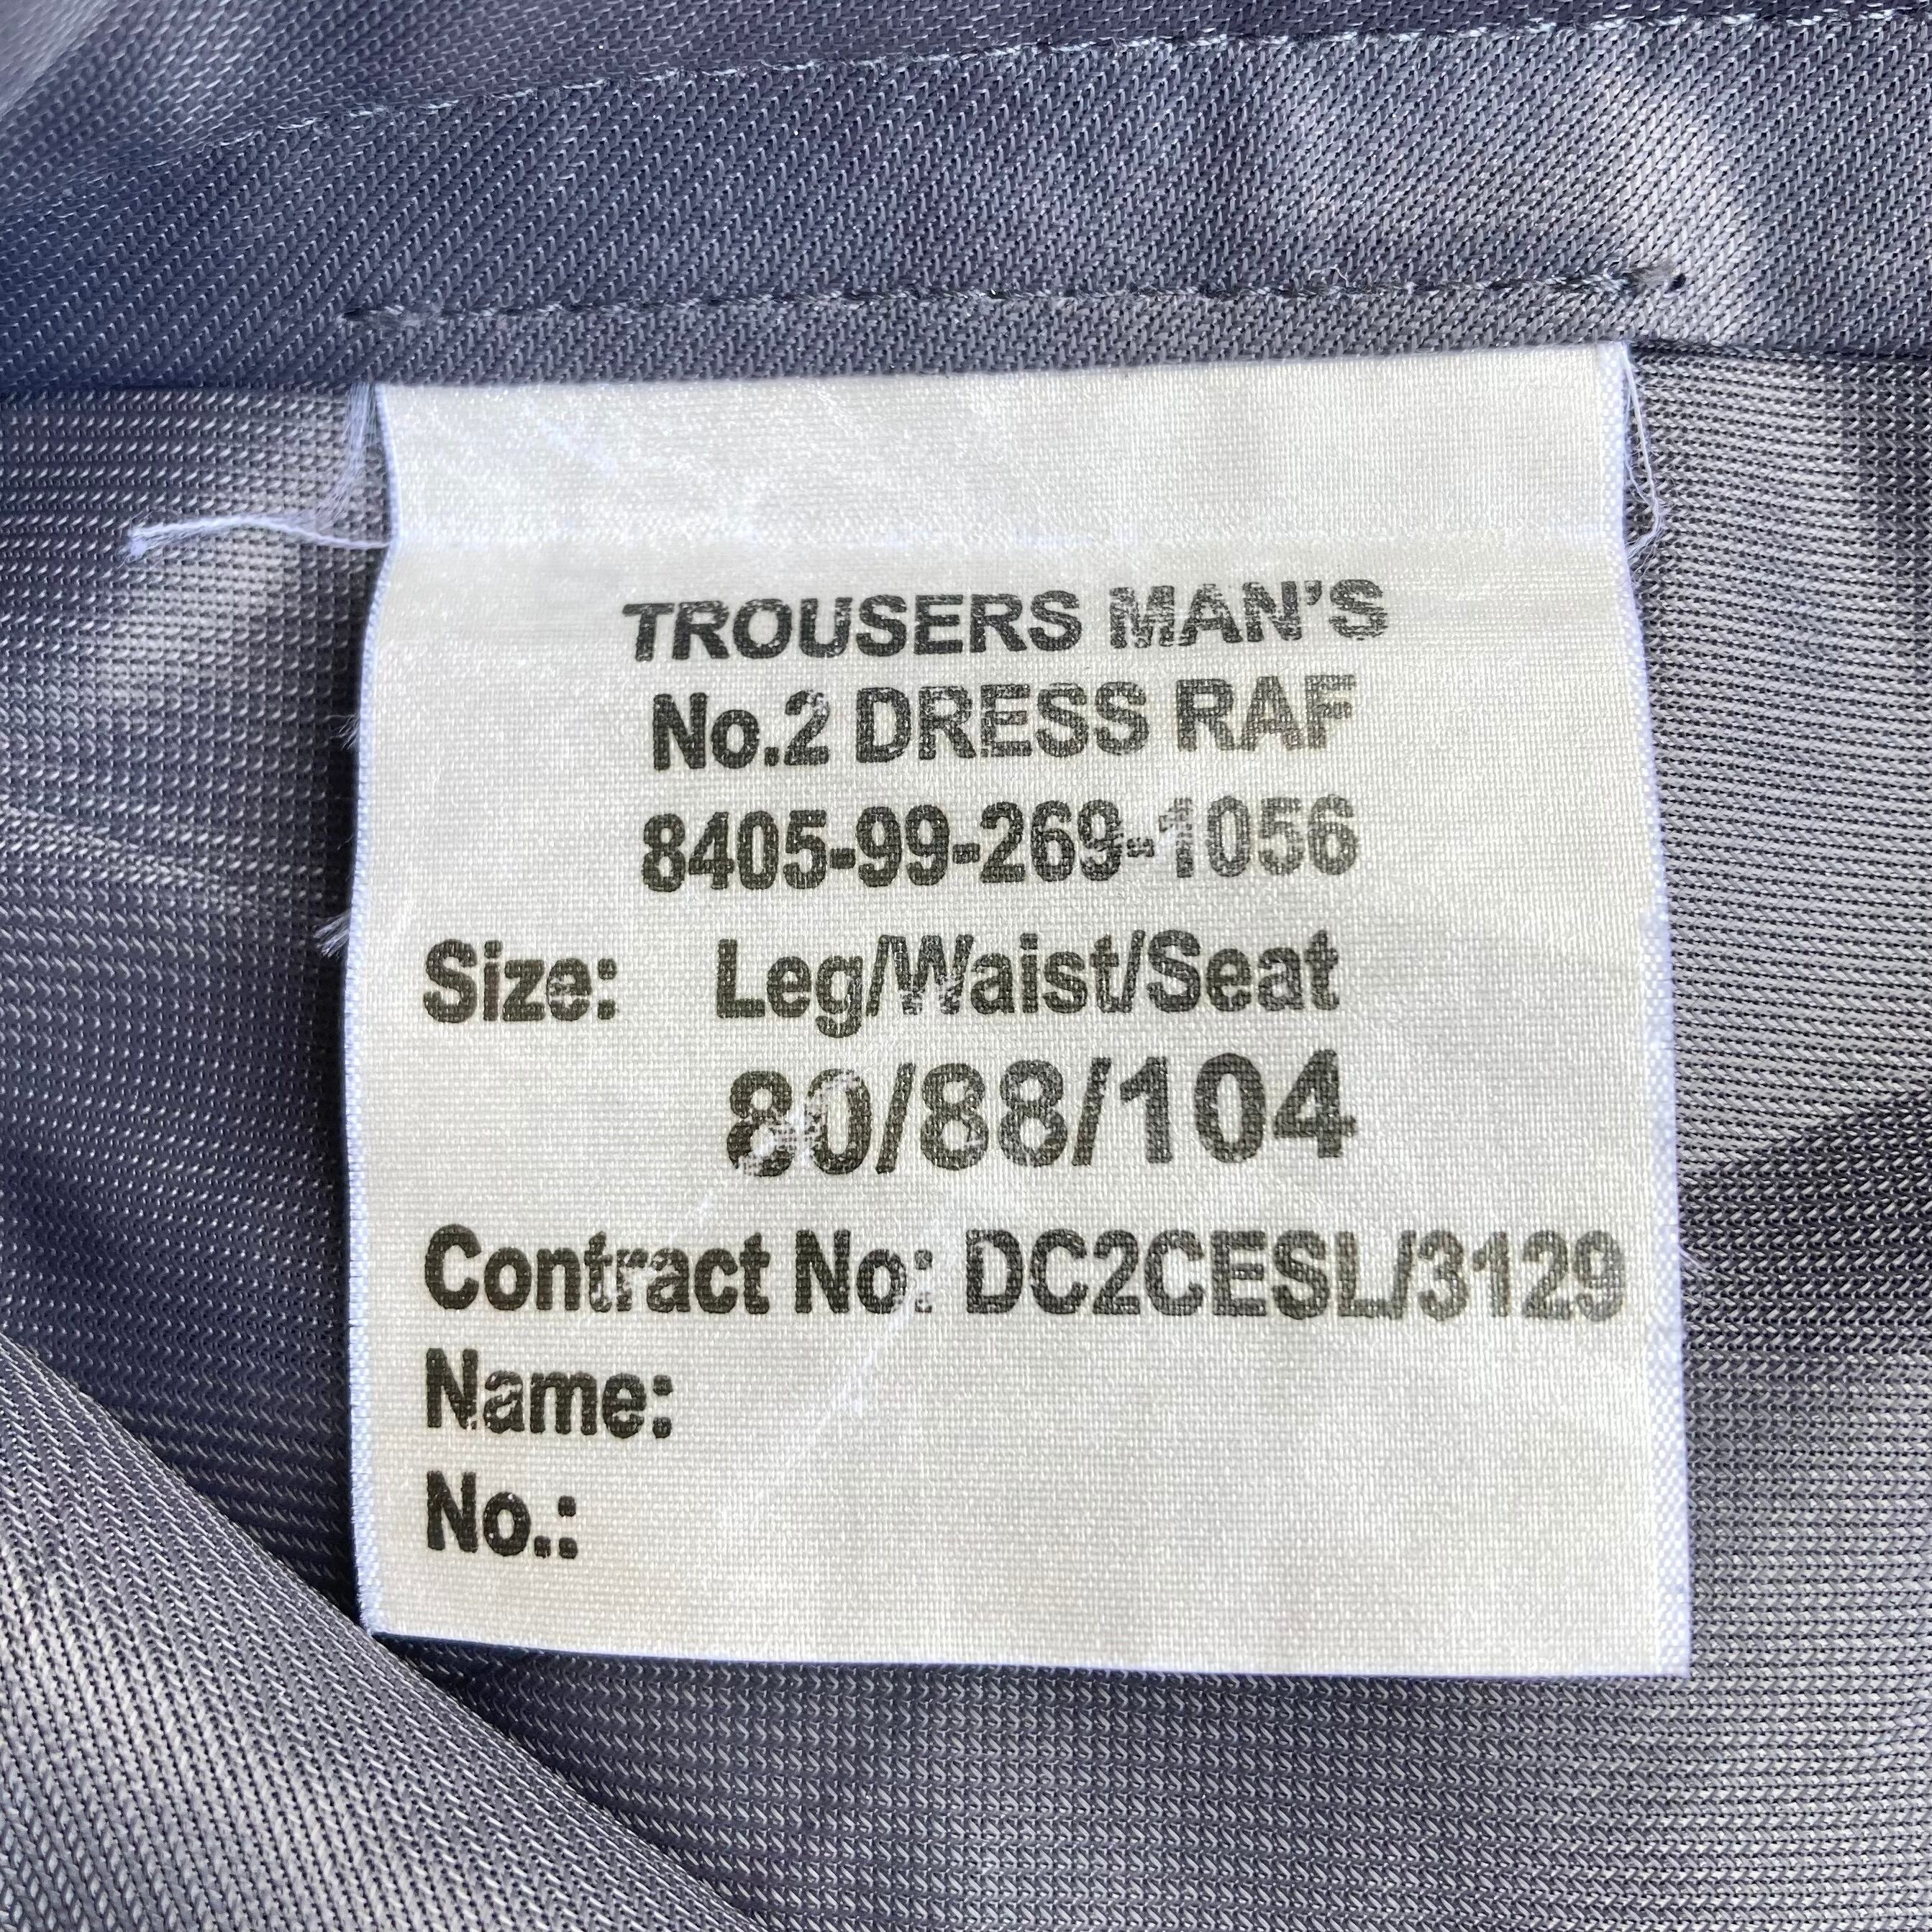 TROUSERS MAN'S
No.2 DRESS RAF
8405-99-269-1056
Size: Leg/Waist/Seat
80/88/104
Contract No: DC2CESL/3129
Name:
No.: